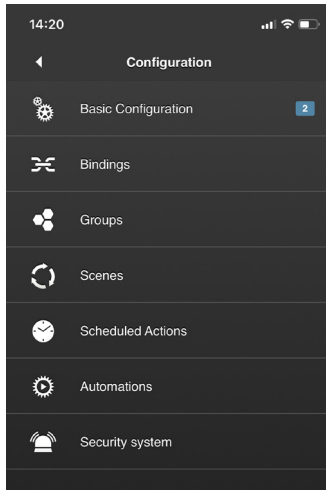 14:20
Configuration
Basic Configuration 2
Bindings
Groups
Scenes
Scheduled Actions
Automations
Security system